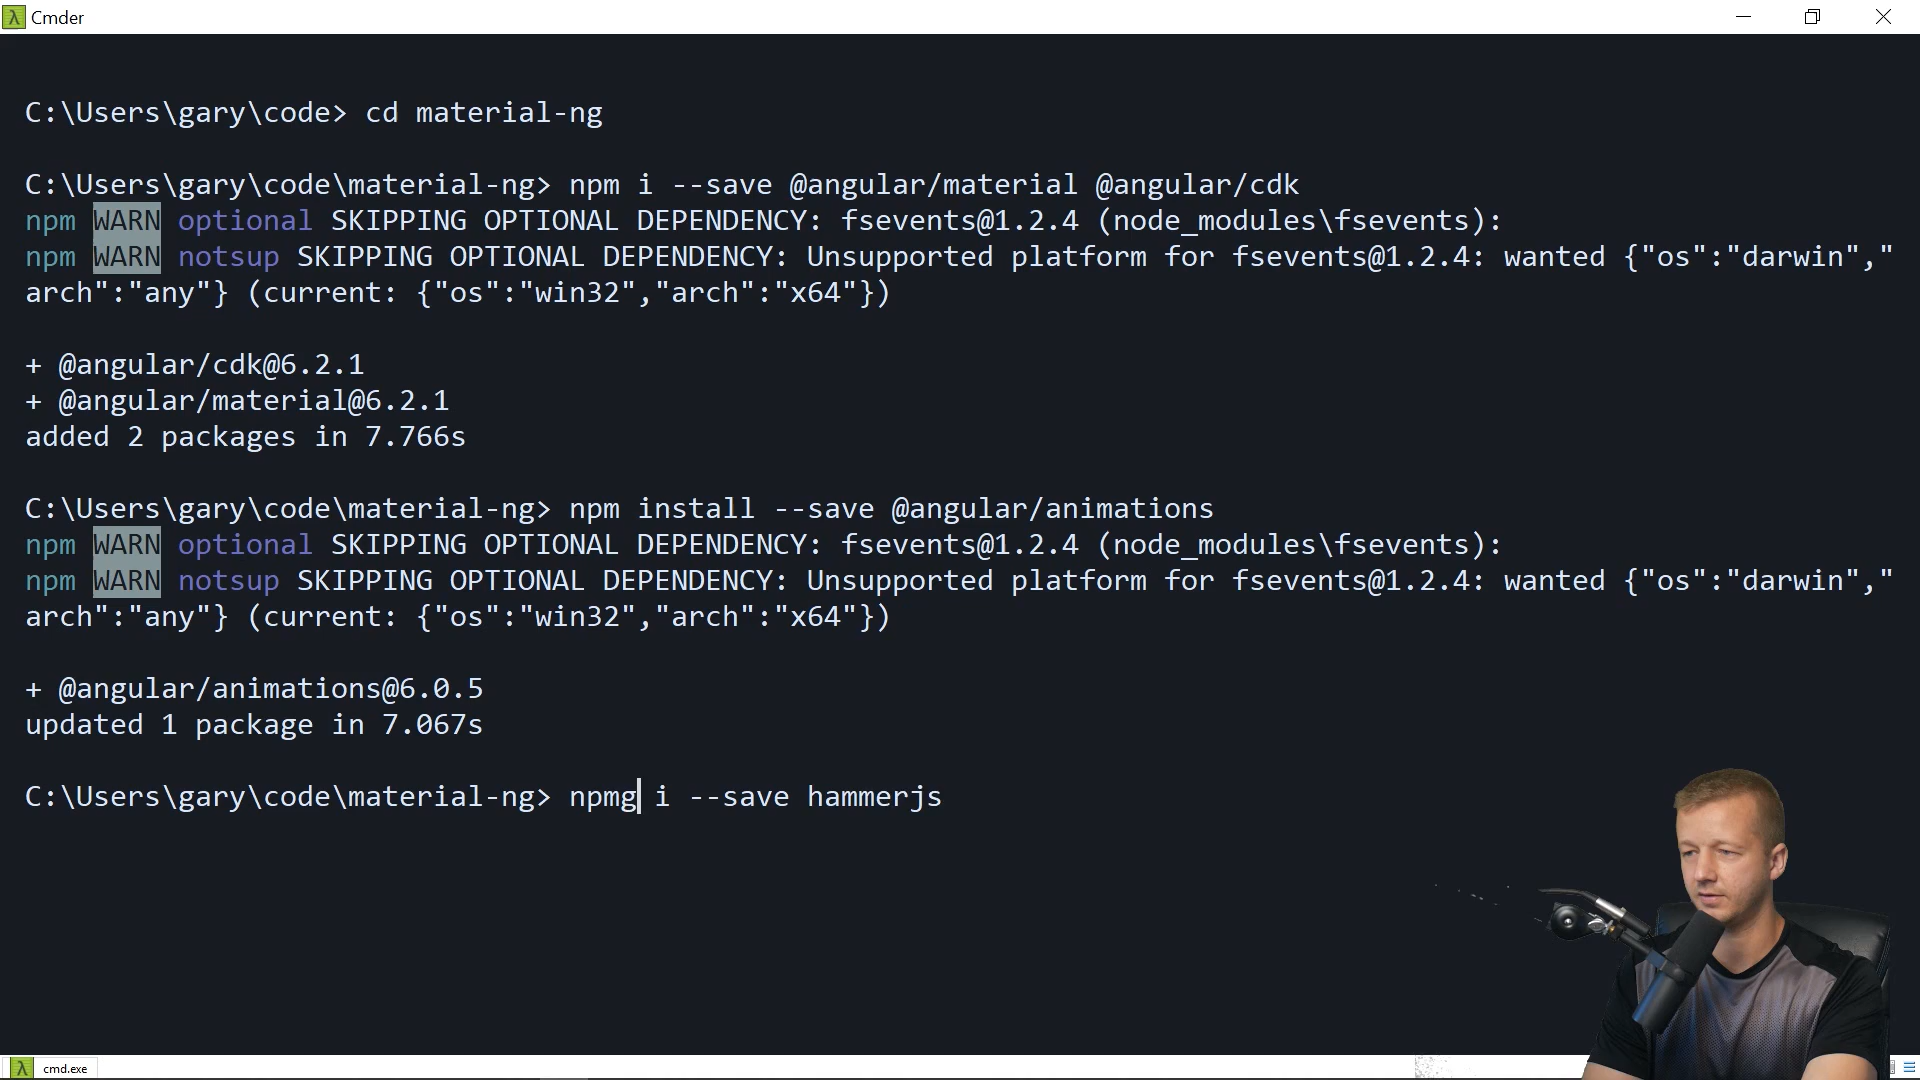 Cmder
C:\Users\gary\code> cd material-ng
C:\Users\gary\code\material-ng> npm i --save @angular/material @angular/cdk
npm WARN optional SKIPPING OPTIONAL DEPENDENCY: fsevents@1.2.4 (node_modules\fsevents):
npm WARN notsup SKIPPING OPTIONAL DEPENDENCY: Unsupported platform for fsevents@1.2.4: wanted {"os":"darwin","
arch":"any"} (current: {"os":"win32","arch":"x64"})
+ @angular/cdk@6.2.1
+ @angular/material@6.2.1
added 2 packages in 7.766s
C:\Users\gary\code\material-ng> npm install --save @angular/animations
npm WARN optional SKIPPING OPTIONAL DEPENDENCY: fsevents@1.2.4 (node_modules\fsevents):
npm WARN notsup SKIPPING OPTIONAL DEPENDENCY: Unsupported platform for fsevents@1.2.4: wanted {"os":"darwin","
arch":"any"} (current: {"os":"win32","arch":"x64"})
+ @angular/animations@6.0.5
updated 1 package in 7.067s
C:\Users\gary\code\material-ng> npmg i --save hammerjs
cmd.exe